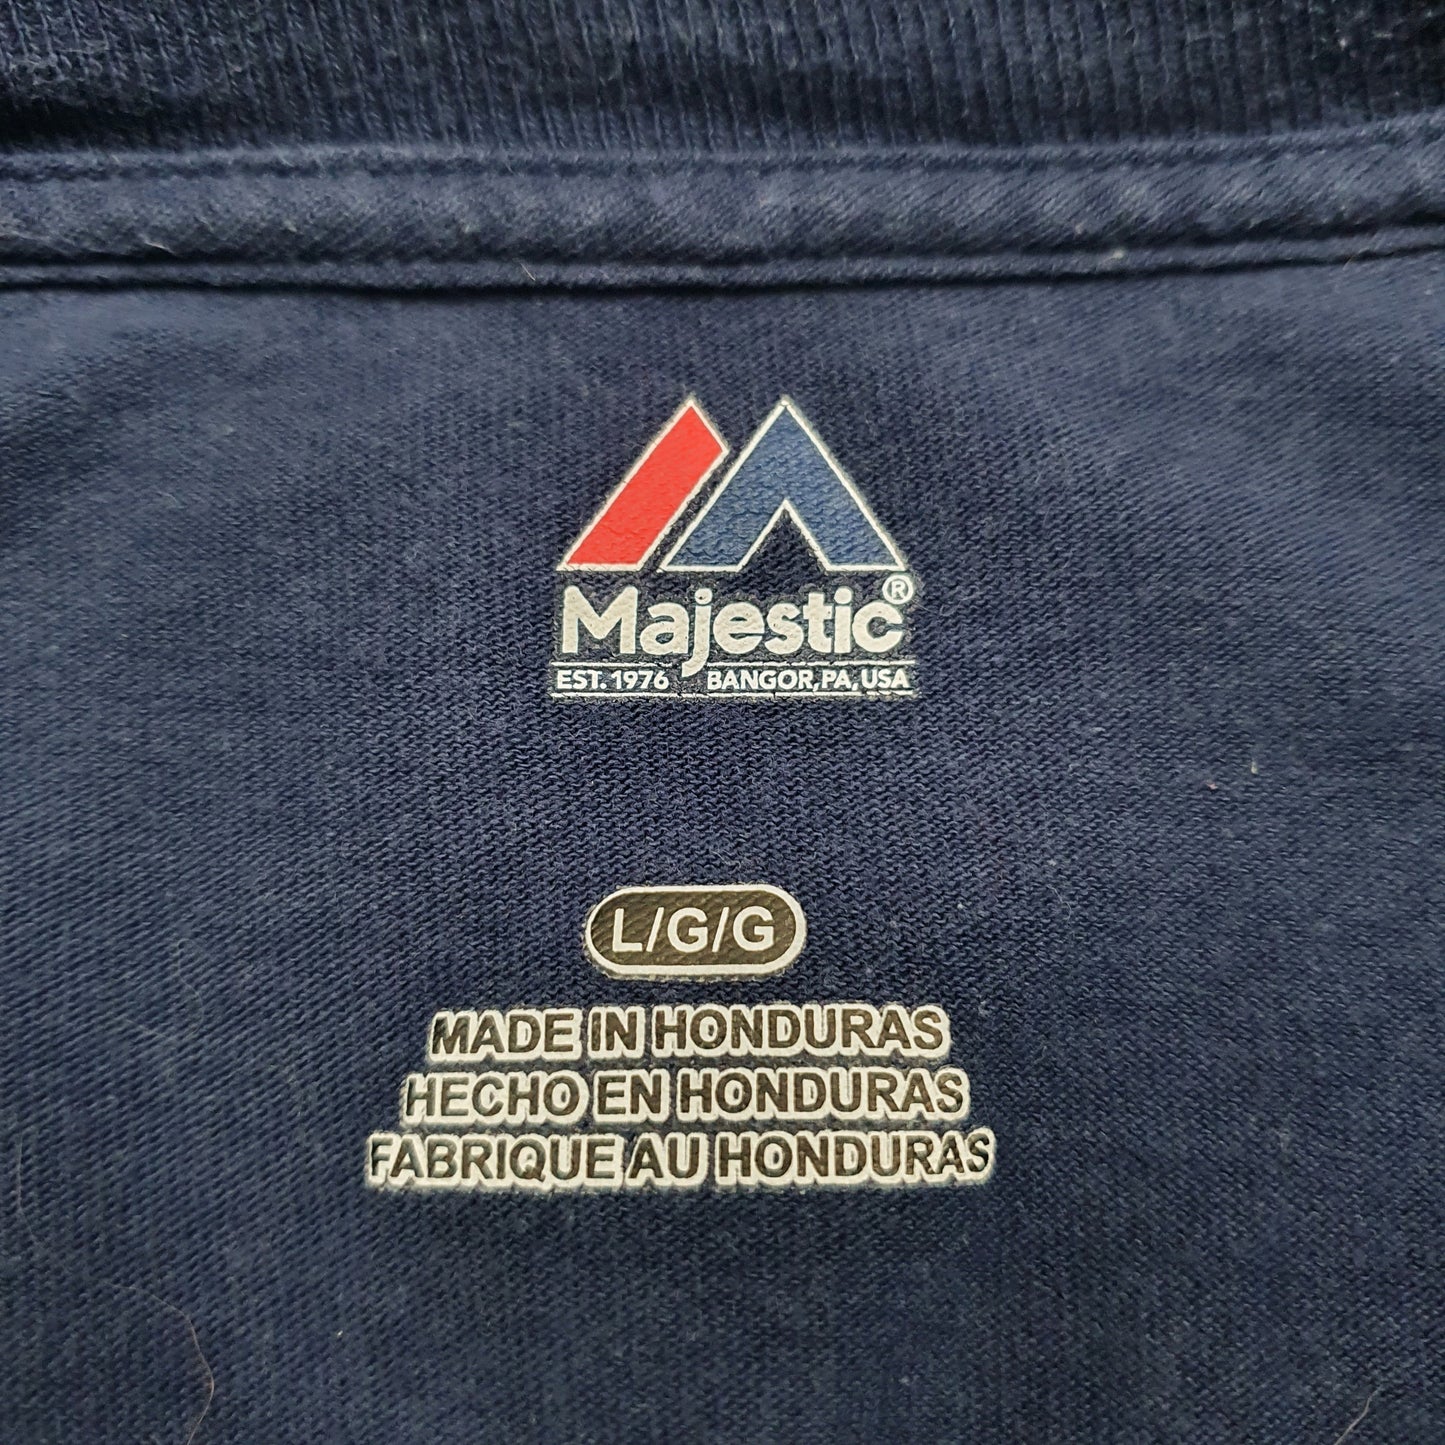 Majestic®
EST. 1976 BANGOR, PA, USA
L/G/G
MADE IN HONDURAS
HECHO EN HONDURAS
FABRIQUE AU HONDURAS